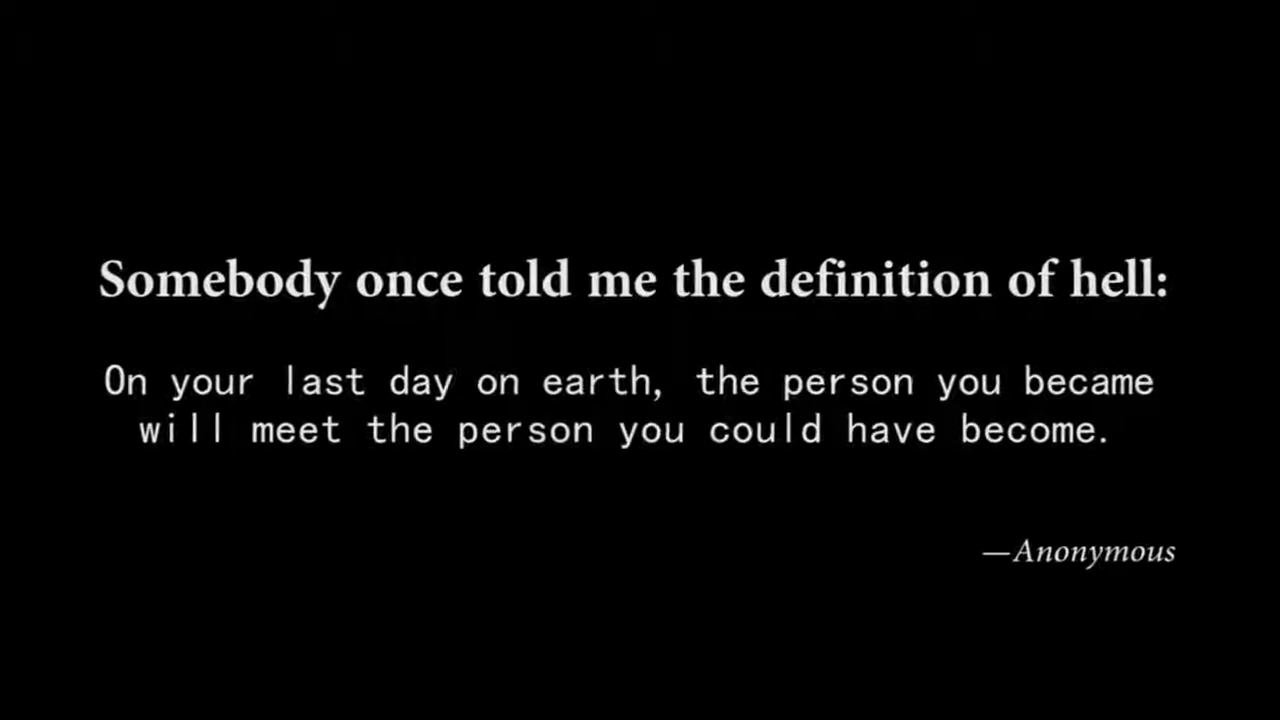 Somebody once told me the definition of hell:
On your last day on earth, the person you became
will meet the person you could have become.
—Anonymous